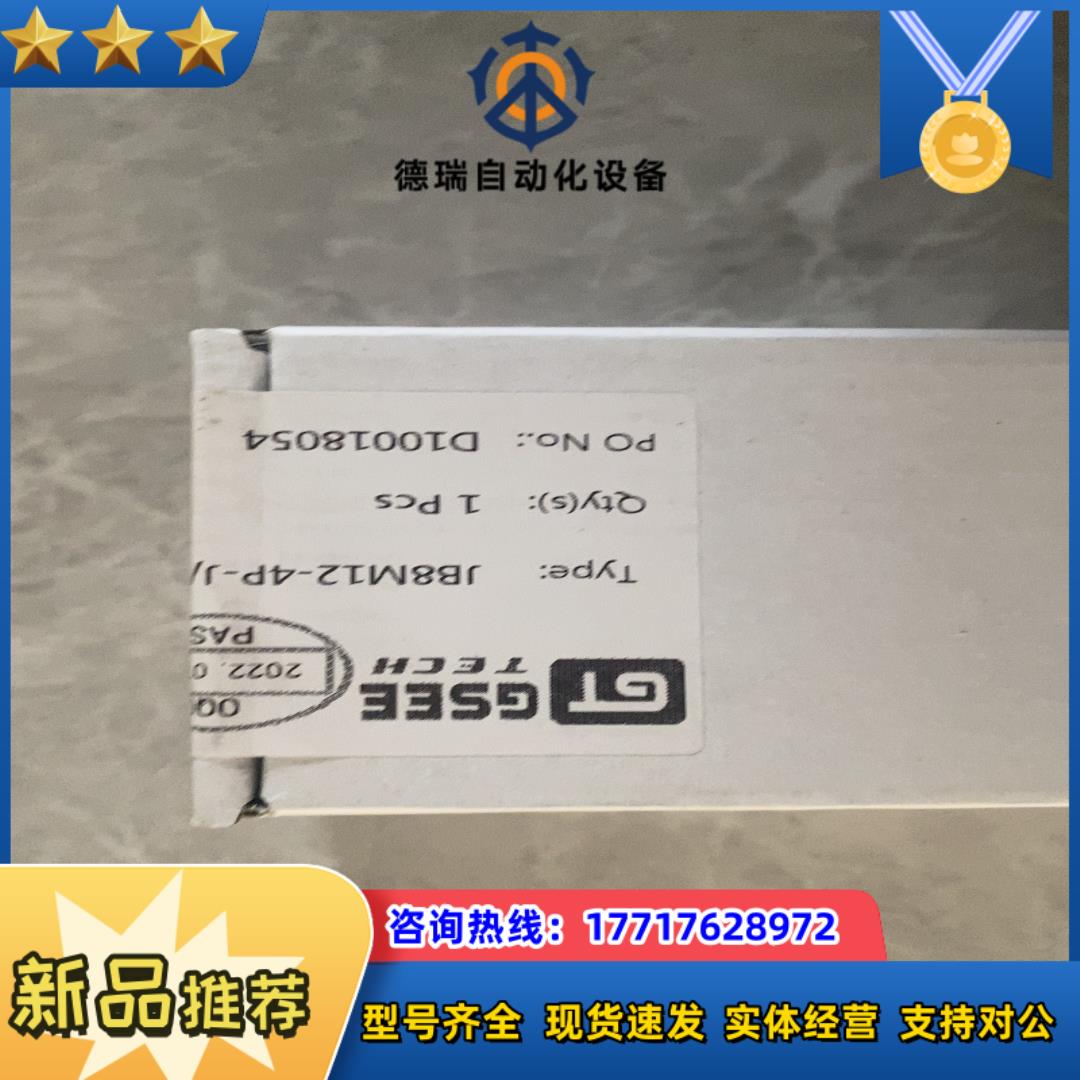 德瑞自动化设备
GT GSEE
TECH
OQ
2022. 0
PAS
Type: JB8M12-4P-J/
Qty(s): 1 Pcs
PO No.: D10018054
咨询热线：17717628972
新品推荐
型号齐全 现货速发 实体经营 支持对公